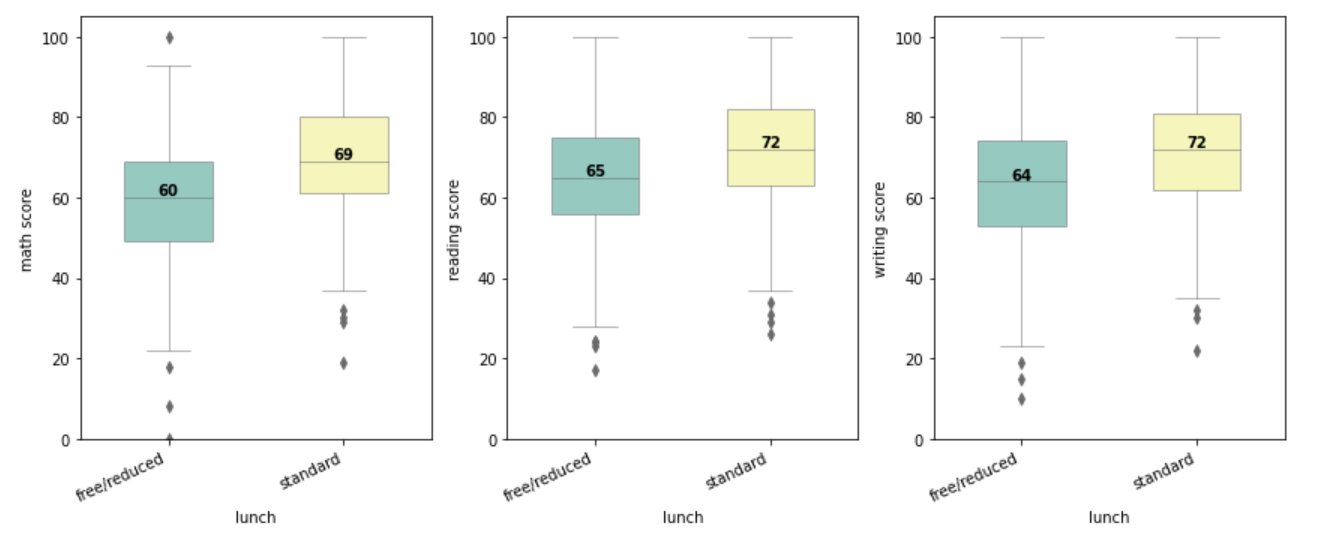 100
80
60
40
20
0
math score
60
69
free/reduced
standard
lunch
100
80
60
40
20
0
reading score
65
72
free/reduced
standard
lunch
100
80
60
40
20
0
writing score
64
72
free/reduced
standard
lunch